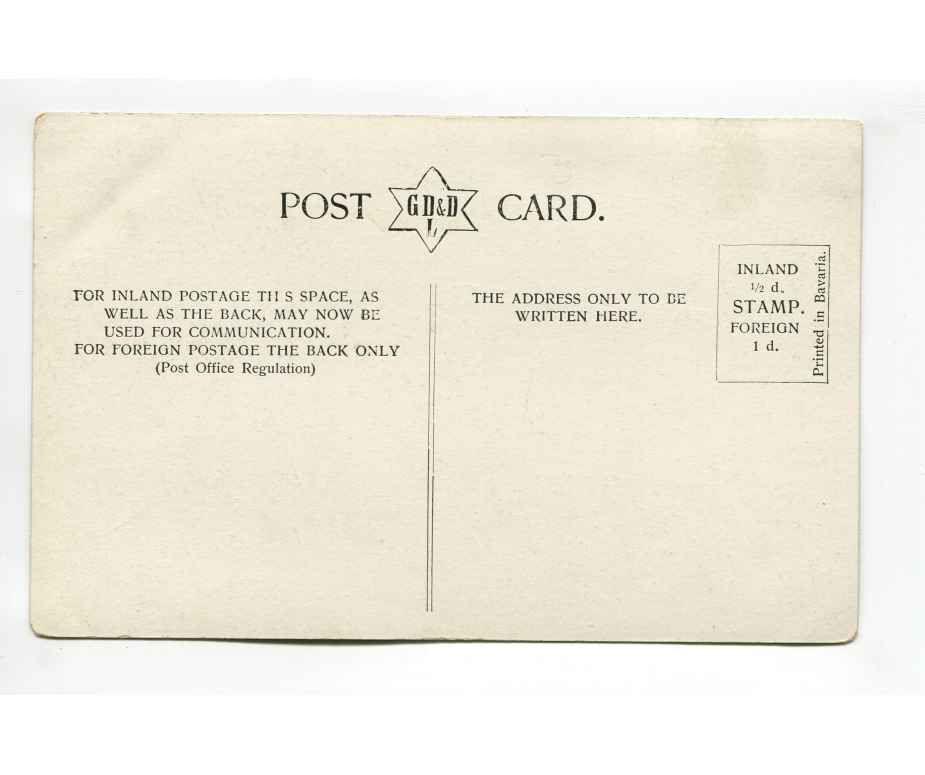 POST GD&D L CARD.
FOR INLAND POSTAGE THIS SPACE, AS
WELL AS THE BACK, MAY NOW BE
USED FOR COMMUNICATION.
FOR FOREIGN POSTAGE THE BACK ONLY
(Post Office Regulation)
THE ADDRESS ONLY TO BE
WRITTEN HERE.
INLAND
½ d.
STAMP.
FOREIGN
1 d.
Printed in Bavaria.